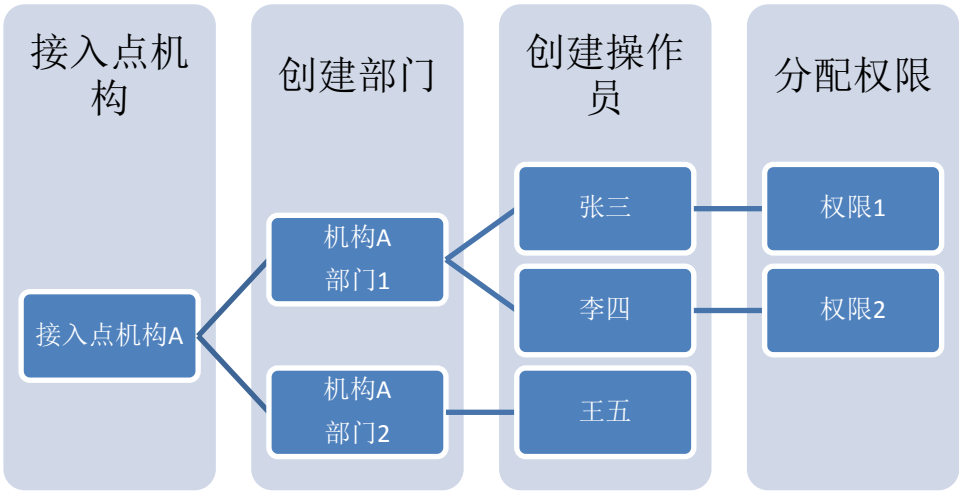 接入点机
构
创建部门
创建操作
员
分配权限
接入点机构A
机构A
部门1
机构A
部门2
张三
李四
王五
权限1
权限2